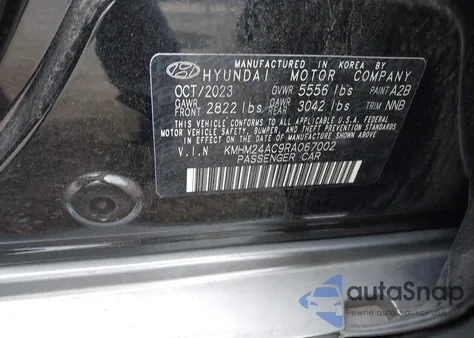 MANUFACTURED IN KOREA BY
HYUNDAI MOTOR COMPANY
OCT/2023 GVWR 5556 lbs PAINT A2B
GAWR FRONT 2822 lbs GAWR REAR 3042 lbs TRIM NNB
THIS VEHICLE CONFORMS TO ALL APPLICABLE U.S.A. FEDERAL
MOTOR VEHICLE SAFETY, BUMPER, AND THEFT PREVENTION STANDARDS
IN EFFECT ON THE DATE OF MANUFACTURE SHOWN ABOVE.
V.I.N KMHM24AC9RA067002
PASSENGER CAR
autoSnap
Pewne auto